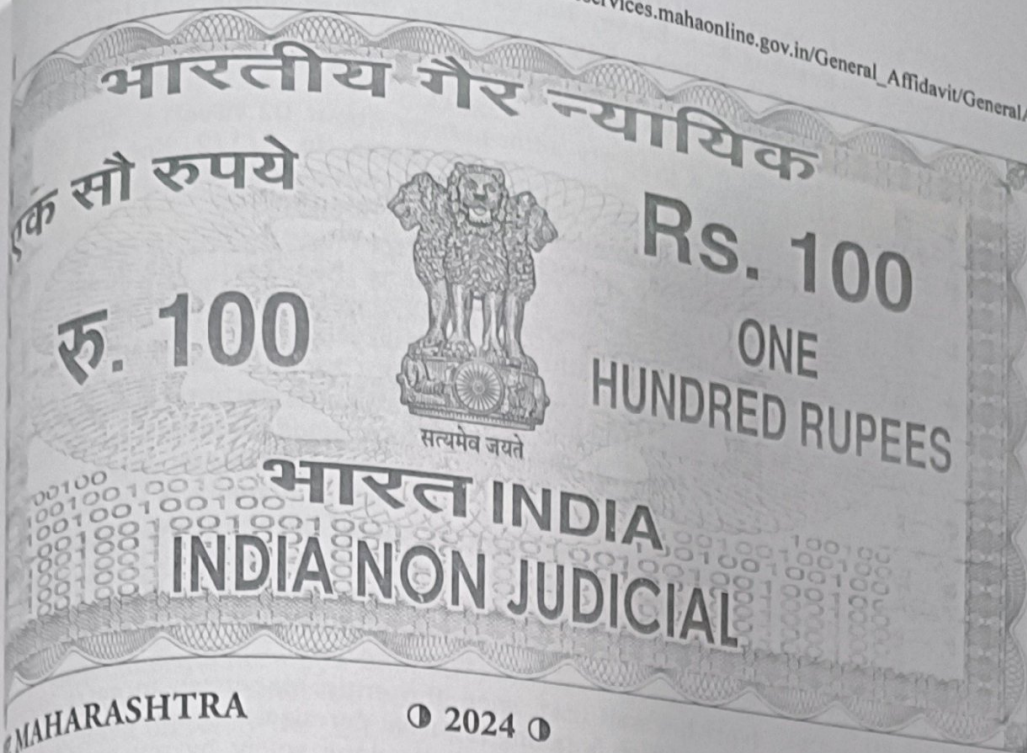 vices.mahaonline.gov.in/General_Affidavit/General
भारतीय गैर न्यायिक
एक सौ रुपये
Rs. 100
रु. 100
ONE
HUNDRED RUPEES
सत्यमेव जयते
भारत INDIA
INDIA NON JUDICIAL
MAHARASHTRA
2024